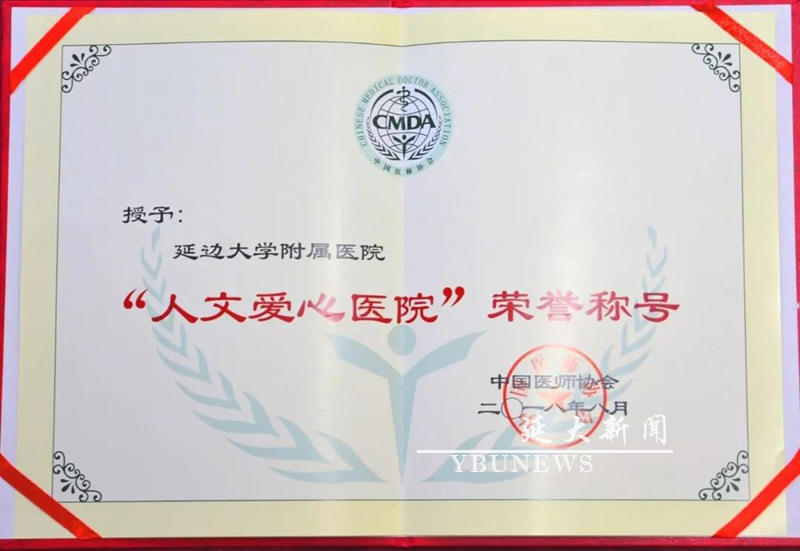 CHINESE MEDICAL DOCTOR ASSOCIATION
CMDA
中国医师协会
授予：
延边大学附属医院
“人文爱心医院”荣誉称号
中国医师协会
二〇一八年八月
延大新闻
YBUNEWS